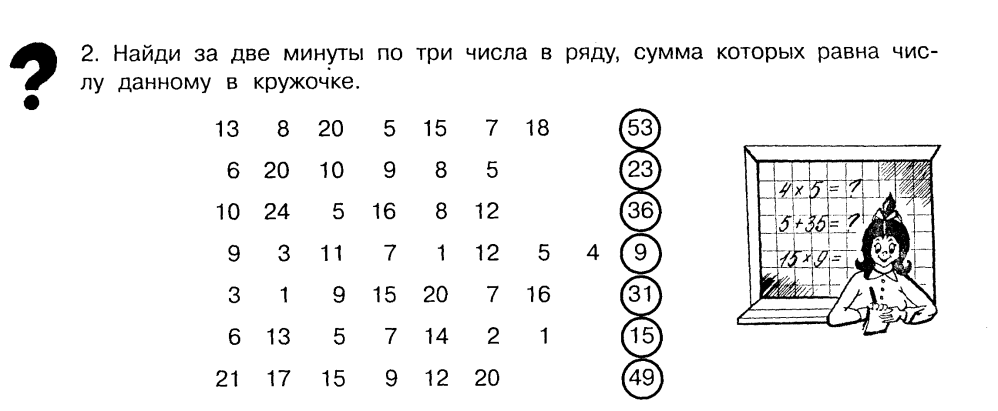 ?
2. Найди за две минуты по три числа в ряду, сумма которых равна чис-
лу данному в кружочке.
13 8 20 5 15 7 18 53
6 20 10 9 8 5 23
10 24 5 16 8 12 36
9 3 11 7 1 12 5 4 9
3 1 9 15 20 7 16 31
6 13 5 7 14 2 1 15
21 17 15 9 12 20 49
4 × 5 = ?
5 + 35 = ?
15 × 9 =